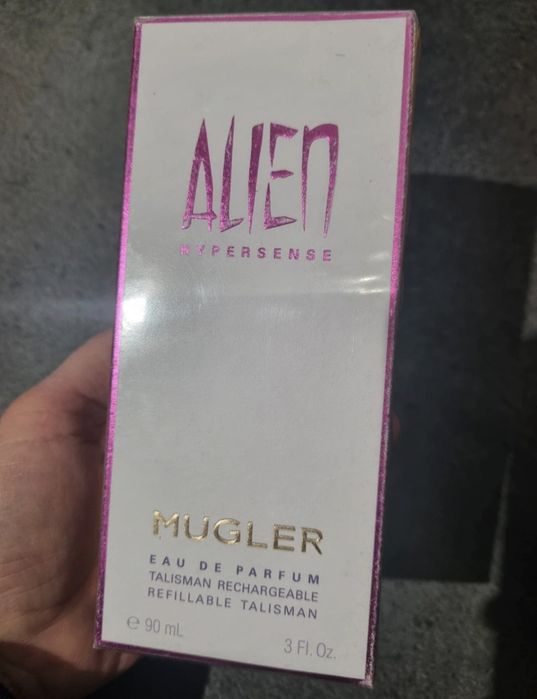 ALIEN
HYPERSENSE
MUGLER
EAU DE PARFUM
TALISMAN RECHARGEABLE
REFILLABLE TALISMAN
℮ 90 mL
3 Fl. Oz.